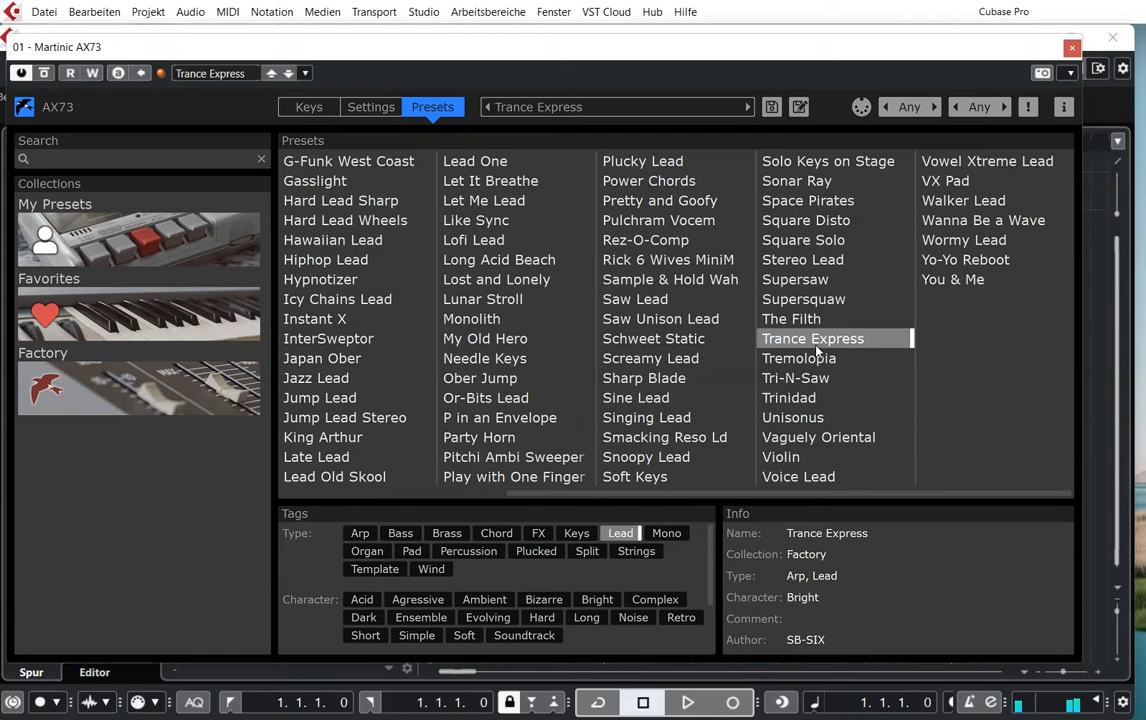 Datei Bearbeiten Projekt Audio MIDI Notation Medien Transport Studio Arbeitsbereiche Fenster VST Cloud Hub Hilfe Cubase Pro
01 - Martinic AX73
R W a Trance Express
AX73 Keys Settings Presets Trance Express Any Any ! i
Search
Collections
My Presets
Favorites
Factory
Presets
G-Funk West Coast
Gasslight
Hard Lead Sharp
Hard Lead Wheels
Hawaiian Lead
Hiphop Lead
Hypnotizer
Icy Chains Lead
Instant X
InterSweptor
Japan Ober
Jazz Lead
Jump Lead
Jump Lead Stereo
King Arthur
Late Lead
Lead Old Skool
Lead One
Let It Breathe
Let Me Lead
Like Sync
Lofi Lead
Long Acid Beach
Lost and Lonely
Lunar Stroll
Monolith
My Old Hero
Needle Keys
Ober Jump
Or-Bits Lead
P in an Envelope
Party Horn
Pitchi Ambi Sweeper
Play with One Finger
Plucky Lead
Power Chords
Pretty and Goofy
Pulchram Vocem
Rez-O-Comp
Rick 6 Wives MiniM
Sample & Hold Wah
Saw Lead
Saw Unison Lead
Schweet Static
Screamy Lead
Sharp Blade
Sine Lead
Singing Lead
Smacking Reso Ld
Snoopy Lead
Soft Keys
Solo Keys on Stage
Sonar Ray
Space Pirates
Square Disto
Square Solo
Stereo Lead
Supersaw
Supersquaw
The Filth
Trance Express
Tremolopia
Tri-N-Saw
Trinidad
Unisonus
Vaguely Oriental
Violin
Voice Lead
Vowel Xtreme Lead
VX Pad
Walker Lead
Wanna Be a Wave
Wormy Lead
Yo-Yo Reboot
You & Me
Tags
Type: Arp Bass Brass Chord FX Keys Lead Mono
Organ Pad Percussion Plucked Split Strings
Template Wind
Character: Acid Agressive Ambient Bizarre Bright Complex
Dark Ensemble Evolving Hard Long Noise Retro
Short Simple Soft Soundtrack
Info
Name: Trance Express
Collection: Factory
Type: Arp, Lead
Character: Bright
Comment:
Author: SB-SIX
Spur Editor
AQ 1. 1. 1. 0 1. 1. 1. 0 1. 1. 1. 0